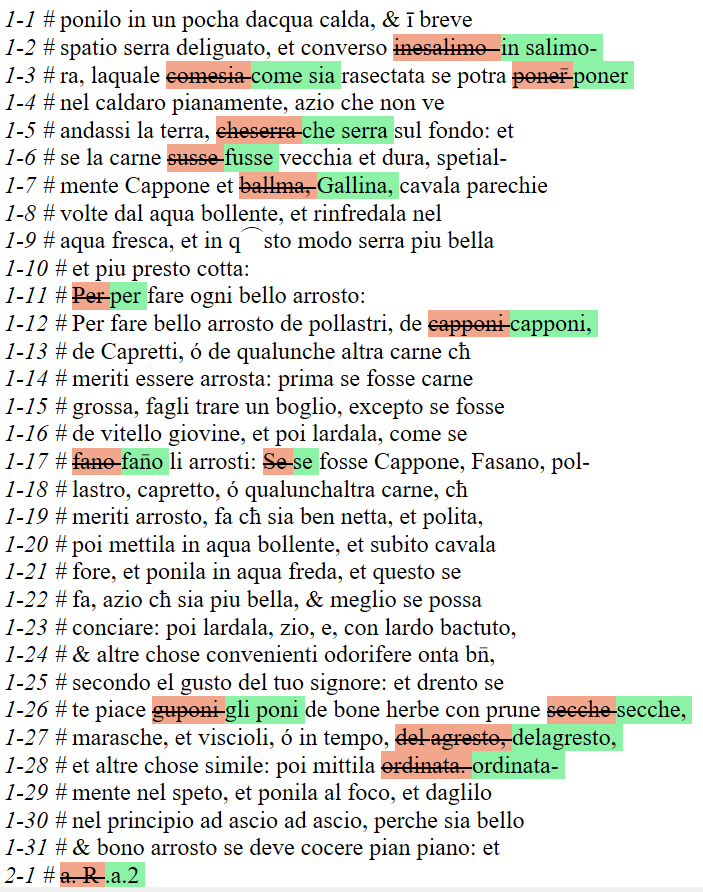 1-1 # ponilo in un pocha dacqua calda, & ī breve
1-2 # spatio serra deliguato, et converso inesalimo in salimo-
1-3 # ra, laquale comesia come sia rasectata se potra poner̄ poner
1-4 # nel caldaro pianamente, azio che non ve
1-5 # andassi la terra, cheserra che serra sul fondo: et
1-6 # se la carne susse fusse vecchia et dura, spetial-
1-7 # mente Cappone et ballma, Gallina, cavala parechie
1-8 # volte dal aqua bollente, et rinfredala nel
1-9 # aqua fresca, et in q⁀sto modo serra piu bella
1-10 # et piu presto cotta:
1-11 # Per per fare ogni bello arrosto:
1-12 # Per fare bello arrosto de pollastri, de capponi capponi,
1-13 # de Capretti, ó de qualunche altra carne cħ
1-14 # meriti essere arrosta: prima se fosse carne
1-15 # grossa, fagli trare un boglio, excepto se fosse
1-16 # de vitello giovine, et poi lardala, come se
1-17 # fano fan̄o li arrosti: Se se fosse Cappone, Fasano, pol-
1-18 # lastro, capretto, ó qualunchaltra carne, cħ
1-19 # meriti arrosto, fa cħ sia ben netta, et polita,
1-20 # poi mettila in aqua bollente, et subito cavala
1-21 # fore, et ponila in aqua freda, et questo se
1-22 # fa, azio cħ sia piu bella, & meglio se possa
1-23 # conciare: poi lardala, zio, e, con lardo bactuto,
1-24 # & altre chose convenienti odorifere onta bn̄,
1-25 # secondo el gusto del tuo signore: et drento se
1-26 # te piace guponi gli poni de bone herbe con prune secche secche,
1-27 # marasche, et viscioli, ó in tempo, del agresto, delagresto,
1-28 # et altre chose simile: poi mittila ordinata. ordinata-
1-29 # mente nel speto, et ponila al foco, et daglilo
1-30 # nel principio ad ascio ad ascio, perche sia bello
1-31 # & bono arrosto se deve cocere pian piano: et
2-1 # a. R .a.2